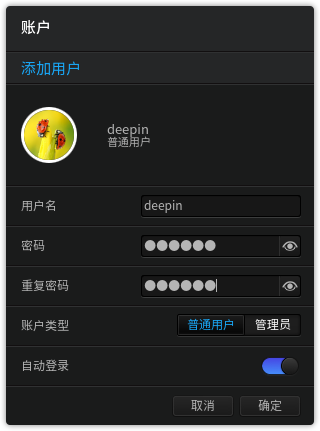 账户
添加用户
deepin
普通用户
用户名 deepin
密码 ●●●●●●
重复密码 ●●●●●●
账户类型 普通用户 管理员
自动登录
取消 确定